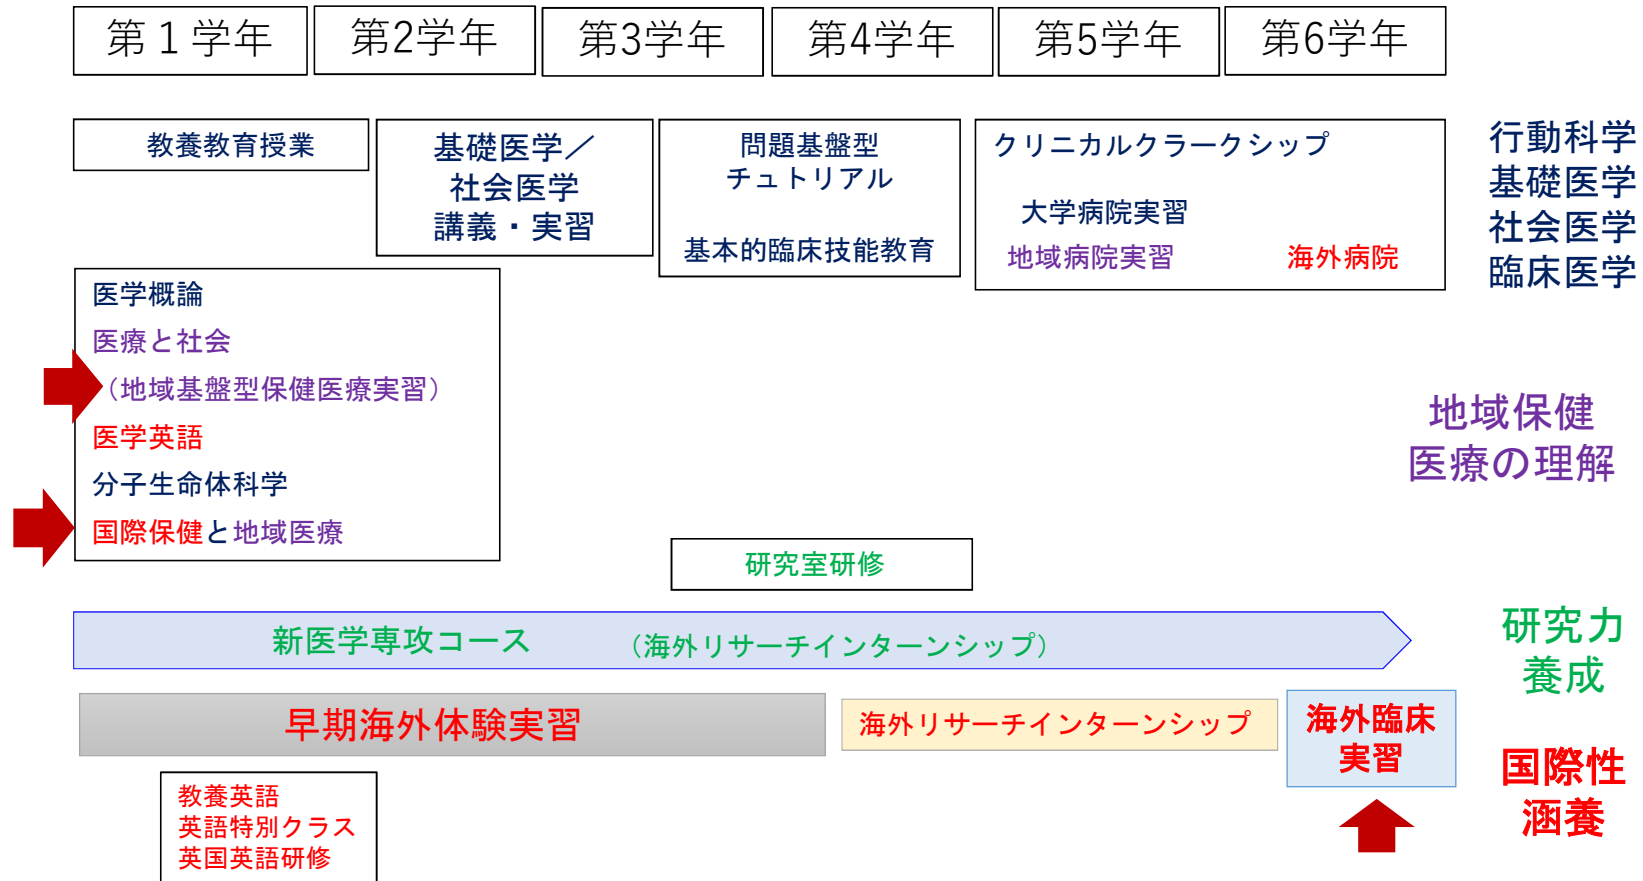 第１学年
第2学年
第3学年
第4学年
第5学年
第6学年
教養教育授業
基礎医学／
社会医学
講義・実習
問題基盤型
チュトリアル
基本的臨床技能教育
クリニカルクラークシップ
大学病院実習
地域病院実習
海外病院
行動科学
基礎医学
社会医学
臨床医学
医学概論
医療と社会
（地域基盤型保健医療実習）
医学英語
分子生命体科学
国際保健と地域医療
地域保健
医療の理解
研究室研修
新医学専攻コース　（海外リサーチインターンシップ）
研究力
養成
早期海外体験実習
海外リサーチインターンシップ
海外臨床
実習
国際性
涵養
教養英語
英語特別クラス
英国英語研修